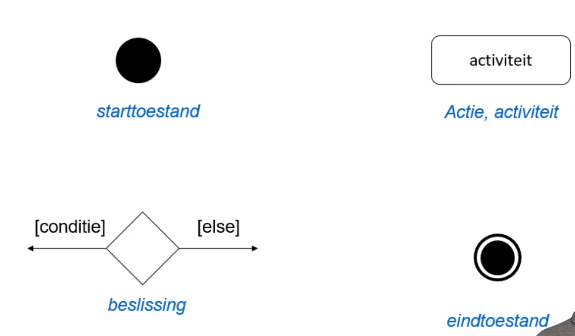 activiteit
starttoestand
Actie, activiteit
[conditie]
[else]
beslissing
eindtoestand